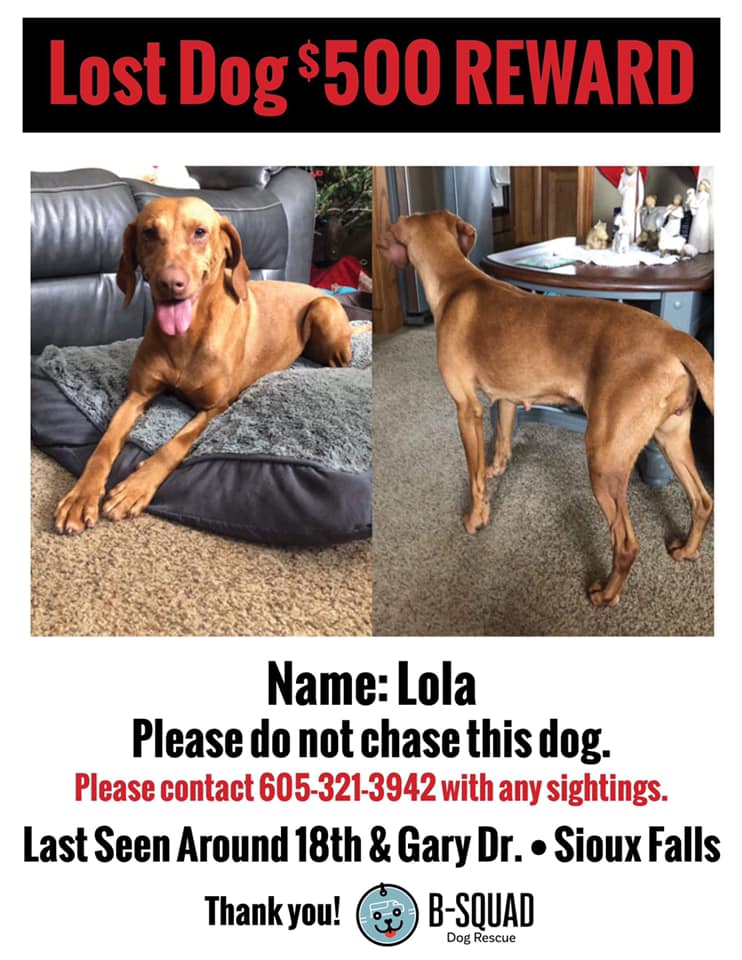 Lost Dog $500 REWARD
Name: Lola
Please do not chase this dog.
Please contact 605-321-3942 with any sightings.
Last Seen Around 18th & Gary Dr. • Sioux Falls
Thank you! B-SQUAD
Dog Rescue